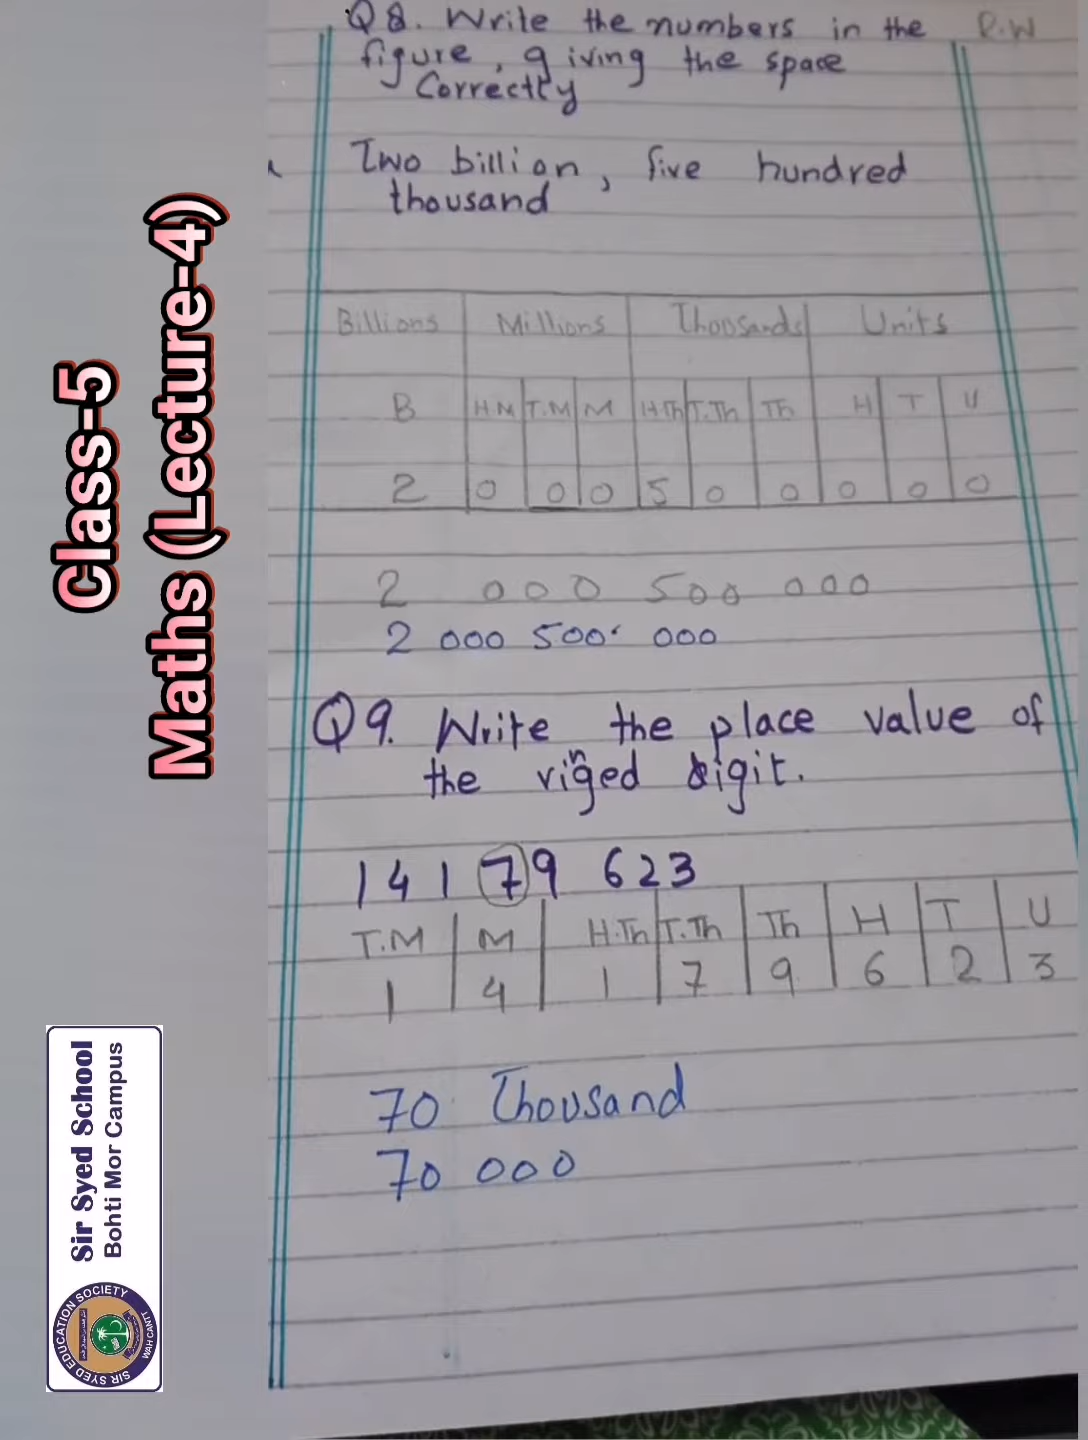 Class-5
Maths (Lecture-4)
Sir Syed School
Bohti Mor Campus
SIR SYED EDUCATION SOCIETY
WAH CANTT
Q8. Write the numbers in the R.W
figure, giving the space
Correctly
Two billion, five hundred
thousand
Billions Millions Thousands Units
B H.M T.M M H.Th T.Th Th H T U
2 0 0 0 5 0 0 0 0 0
2 000 500 000
2 000 500 000
Q9. Write the place value of
the ringed digit.
14 179 623
T.M M H.Th T.Th Th H T U
1 4 1 7 9 6 2 3
70 Thousand
70 000